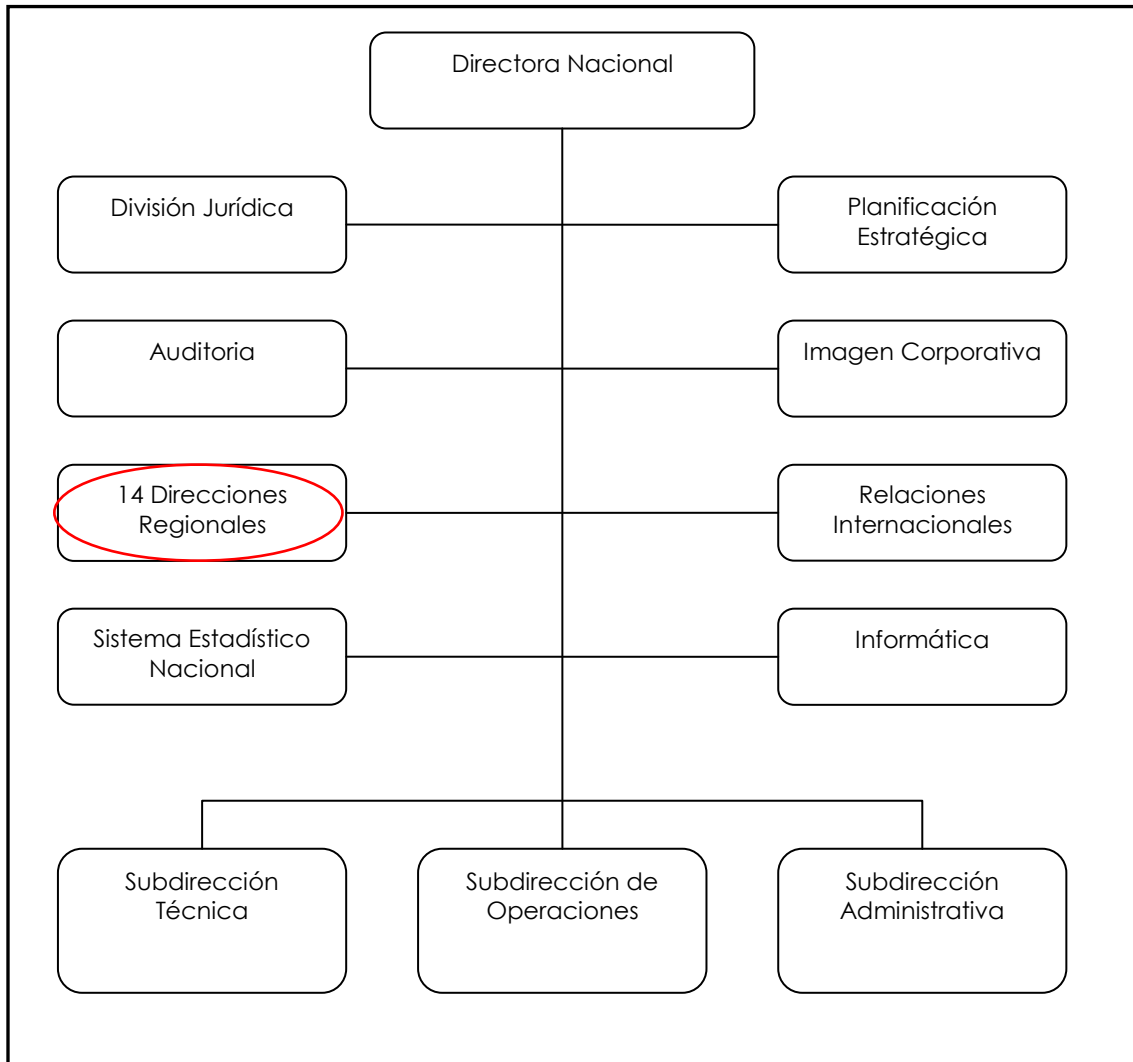 Directora Nacional
División Jurídica
Planificación
Estratégica
Auditoria
Imagen Corporativa
14 Direcciones
Regionales
Relaciones
Internacionales
Sistema Estadístico
Nacional
Informática
Subdirección
Técnica
Subdirección de
Operaciones
Subdirección
Administrativa